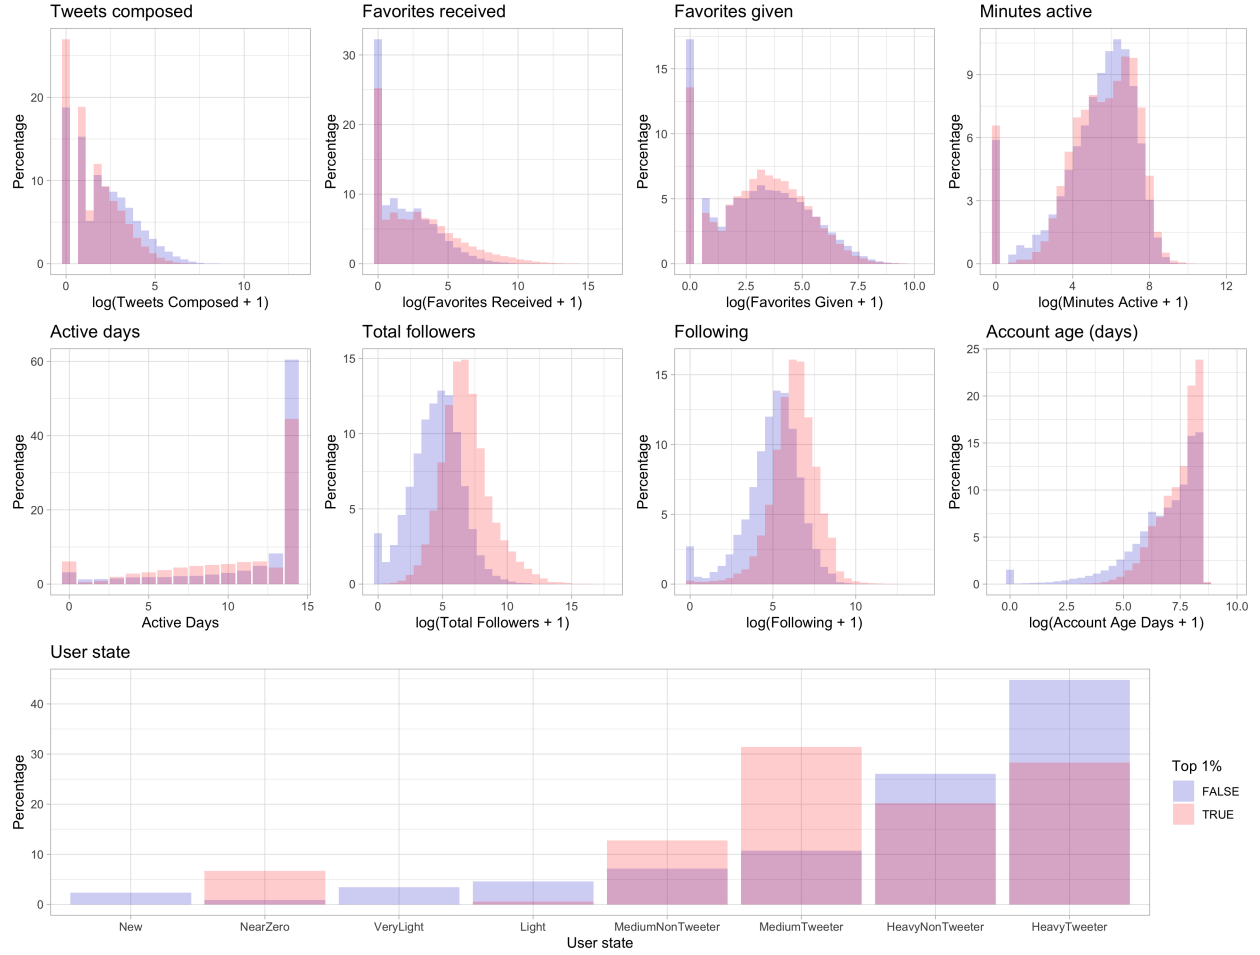 Tweets composed
Percentage
20
10
0
0
5
10
log(Tweets Composed + 1)
Favorites received
Percentage
30
20
10
0
0
5
10
15
log(Favorites Received + 1)
Favorites given
Percentage
15
10
5
0
0.0
2.5
5.0
7.5
10.0
log(Favorites Given + 1)
Minutes active
Percentage
9
6
3
0
0
4
8
12
log(Minutes Active + 1)
Active days
Percentage
60
40
20
0
0
5
10
15
Active Days
Total followers
Percentage
15
10
5
0
0
5
10
15
log(Total Followers + 1)
Following
Percentage
15
10
5
0
0
5
10
log(Following + 1)
Account age (days)
Percentage
25
20
15
10
5
0
0.0
2.5
5.0
7.5
10.0
log(Account Age Days + 1)
User state
Percentage
40
30
20
10
0
New
NearZero
VeryLight
Light
MediumNonTweeter
MediumTweeter
HeavyNonTweeter
HeavyTweeter
User state
Top 1%
FALSE
TRUE